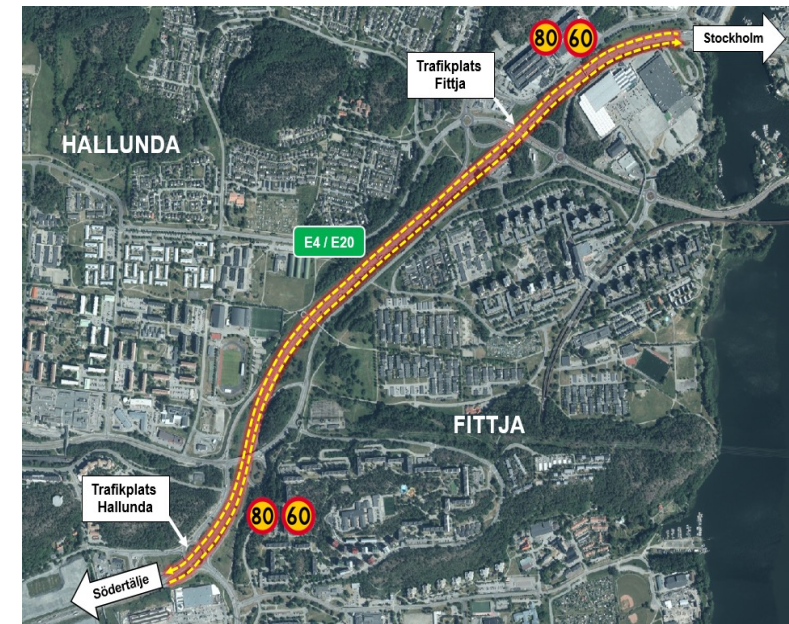 80 60
Stockholm
Trafikplats
Fittja
HALLUNDA
E4 / E20
FITTJA
Trafikplats
Hallunda
80 60
Södertälje